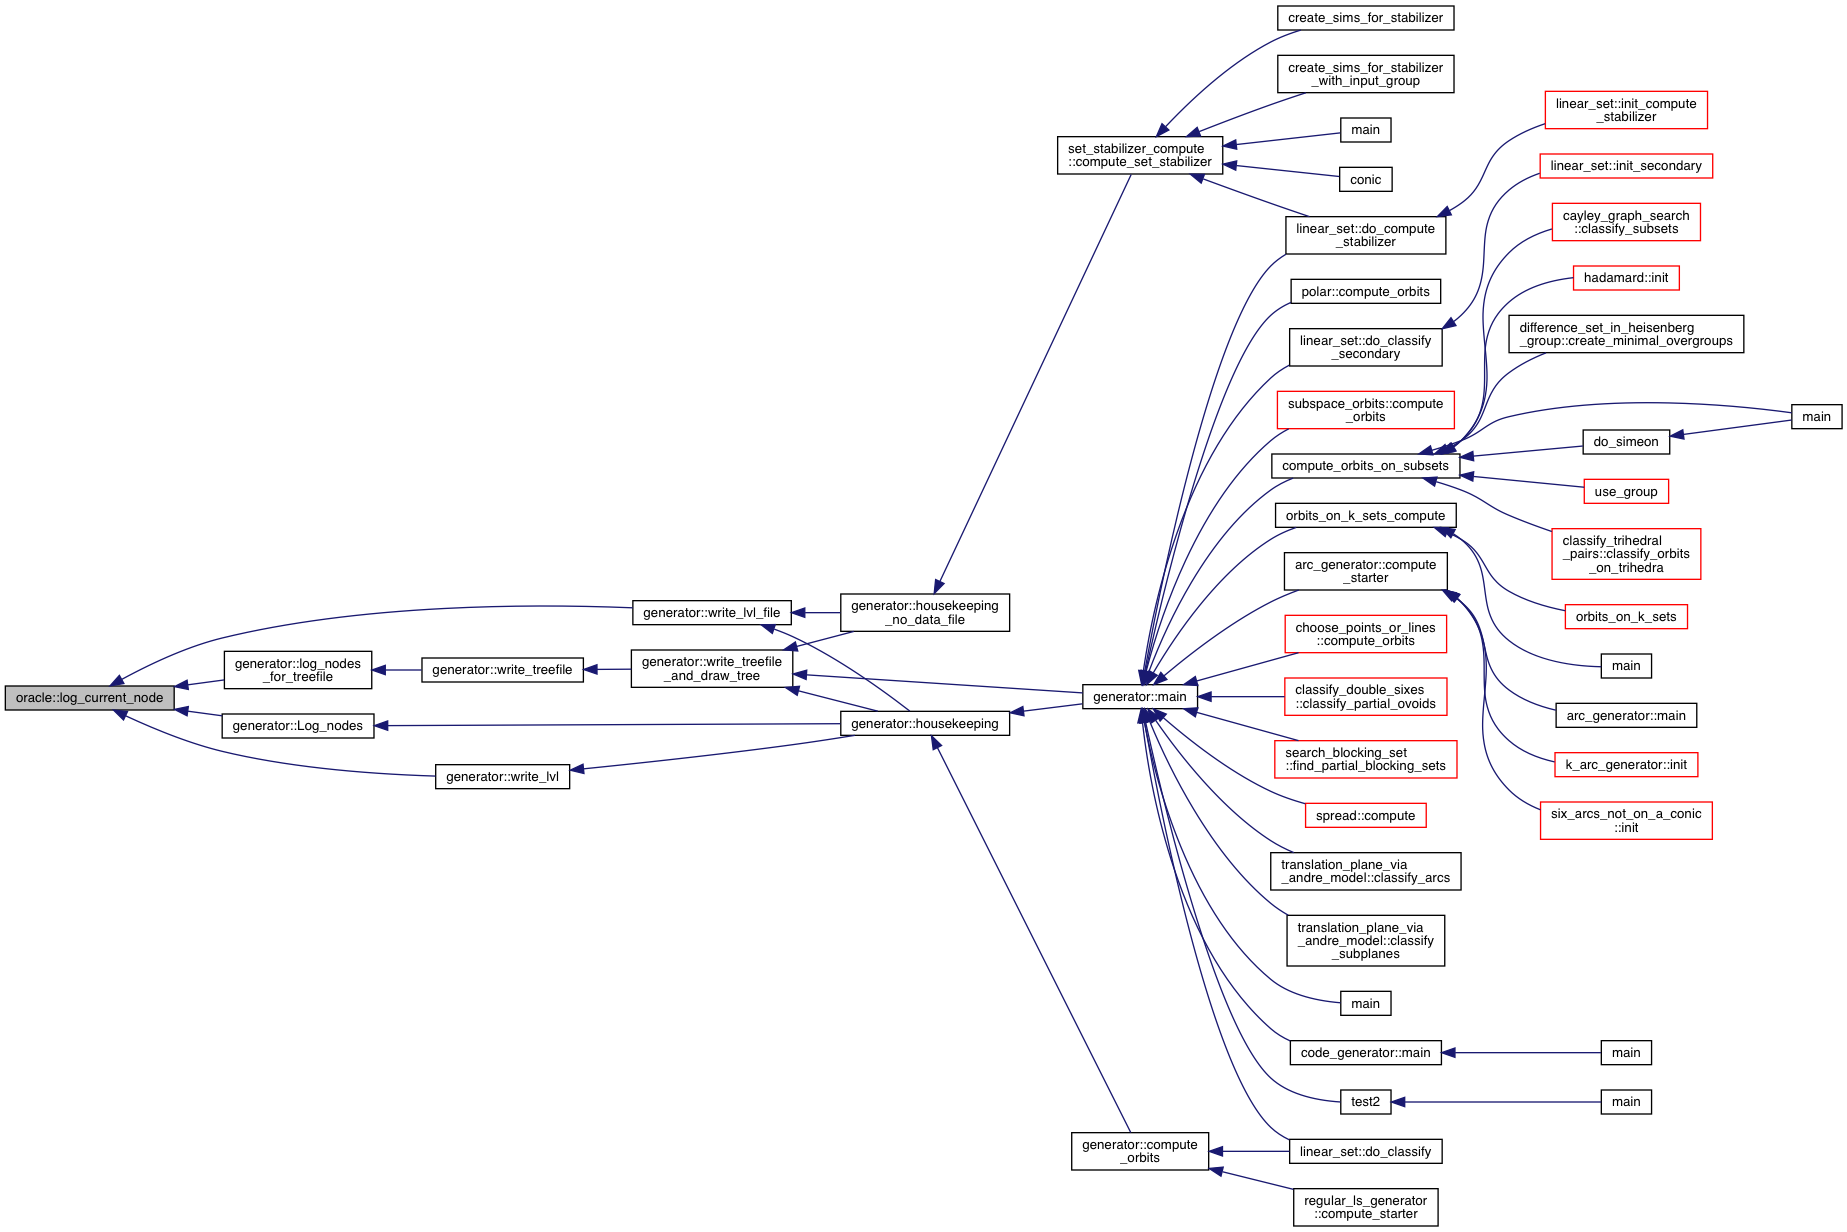 oracle::log_current_node
generator::write_lvl_file
generator::log_nodes
_for_treefile
generator::Log_nodes
generator::write_lvl
generator::write_treefile
generator::write_treefile
_and_draw_tree
generator::housekeeping
_no_data_file
generator::housekeeping
set_stabilizer_compute
::compute_set_stabilizer
generator::main
generator::compute
_orbits
create_sims_for_stabilizer
create_sims_for_stabilizer
_with_input_group
main
conic
linear_set::do_compute
_stabilizer
polar::compute_orbits
linear_set::do_classify
_secondary
subspace_orbits::compute
_orbits
compute_orbits_on_subsets
orbits_on_k_sets_compute
arc_generator::compute
_starter
choose_points_or_lines
::compute_orbits
classify_double_sixes
::classify_partial_ovoids
search_blocking_set
::find_partial_blocking_sets
spread::compute
translation_plane_via
_andre_model::classify_arcs
translation_plane_via
_andre_model::classify
_subplanes
main
code_generator::main
test2
linear_set::do_classify
regular_ls_generator
::compute_starter
linear_set::init_compute
_stabilizer
linear_set::init_secondary
cayley_graph_search
::classify_subsets
hadamard::init
difference_set_in_heisenberg
_group::create_minimal_overgroups
do_simeon
use_group
classify_trihedral
_pairs::classify_orbits
_on_trihedra
orbits_on_k_sets
main
arc_generator::main
k_arc_generator::init
six_arcs_not_on_a_conic
::init
main
main
main